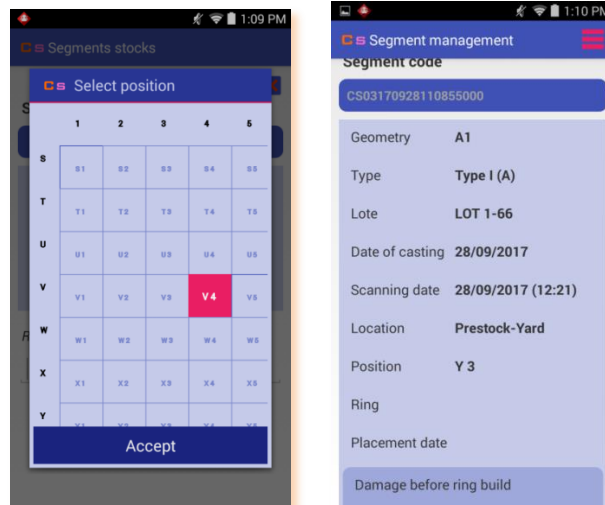 1:09 PM
Cs Segments stocks
Cs Select position
1 2 3 4 5
S S1 S2 S3 S4 S5
T T1 T2 T3 T4 T5
U U1 U2 U3 U4 U5
V V1 V2 V3 V4 V5
W W1 W2 W3 W4 W5
X X1 X2 X3 X4 X5
Y
Accept
1:10 PM
Cs Segment management
Segment code
CS03170928110855000
Geometry A1
Type Type I (A)
Lote LOT 1-66
Date of casting 28/09/2017
Scanning date 28/09/2017 (12:21)
Location Prestock-Yard
Position Y 3
Ring
Placement date
Damage before ring build